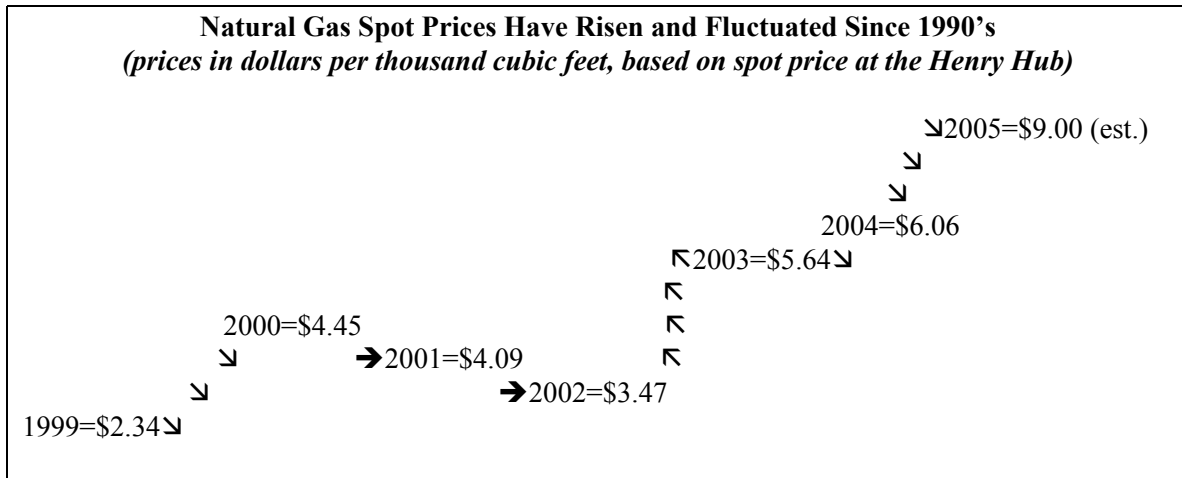 Natural Gas Spot Prices Have Risen and Fluctuated Since 1990’s
(prices in dollars per thousand cubic feet, based on spot price at the Henry Hub)
↘2005=$9.00 (est.)
↘
↘
2004=$6.06
↖2003=$5.64↘
↖
2000=$4.45 ↖
↘ ➔2001=$4.09 ↖
↘ ➔2002=$3.47
1999=$2.34↘